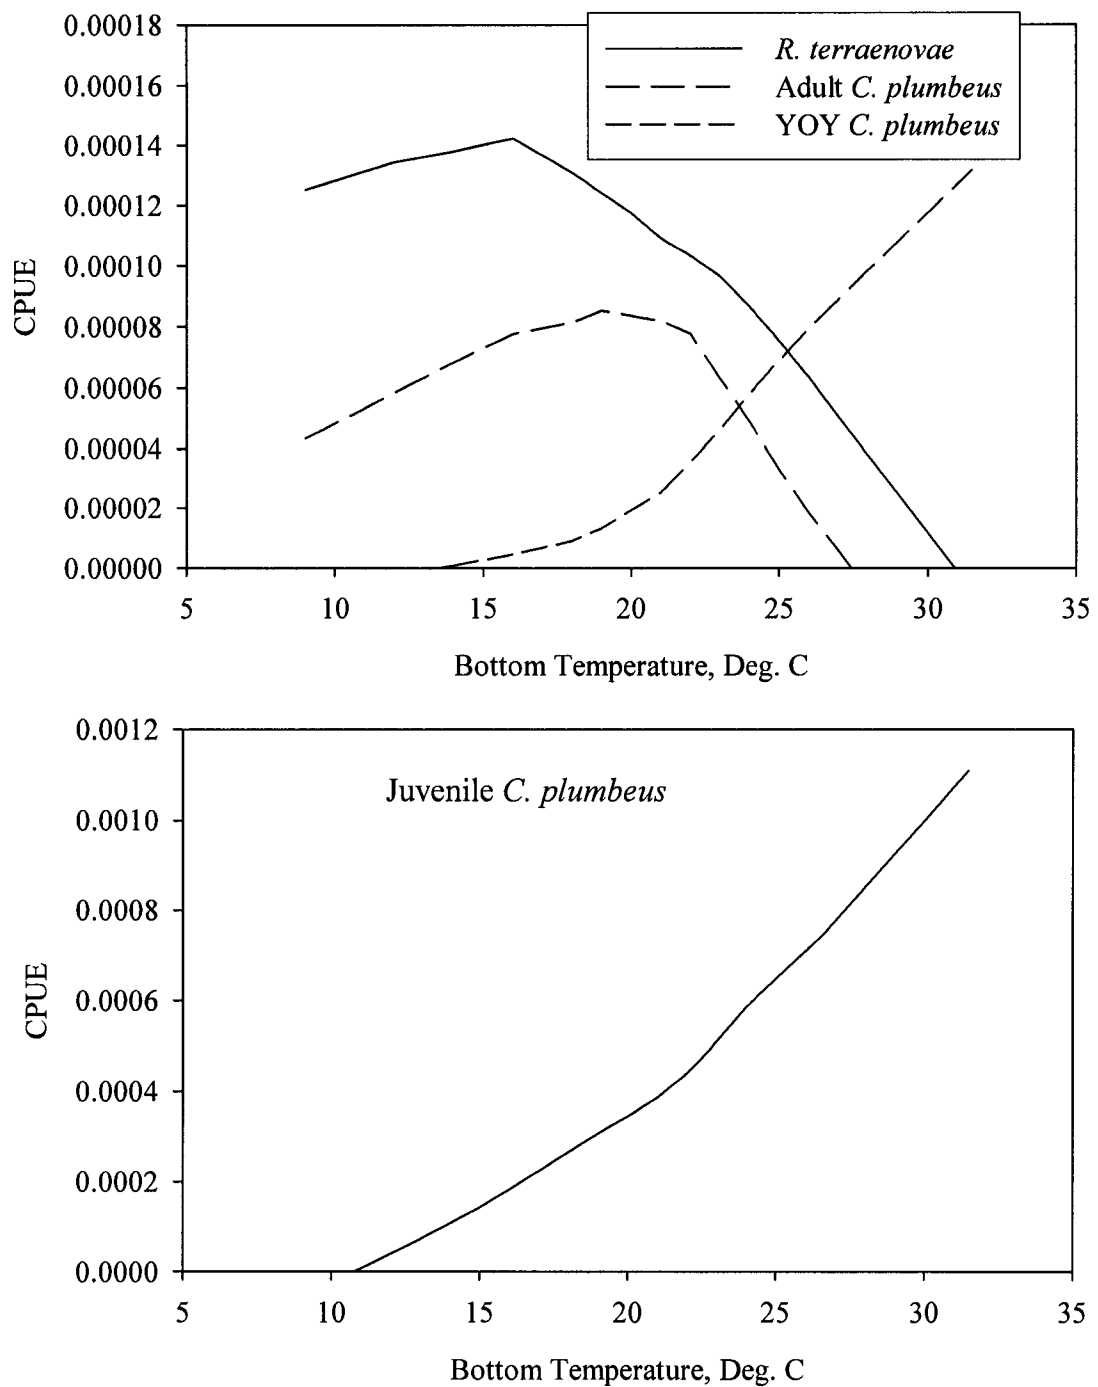 0.00018
0.00016
0.00014
0.00012
0.00010
0.00008
0.00006
0.00004
0.00002
0.00000
CPUE
R. terraenovae
Adult C. plumbeus
YOY C. plumbeus
5 10 15 20 25 30 35
Bottom Temperature, Deg. C
0.0012
0.0010
0.0008
0.0006
0.0004
0.0002
0.0000
CPUE
Juvenile C. plumbeus
5 10 15 20 25 30 35
Bottom Temperature, Deg. C